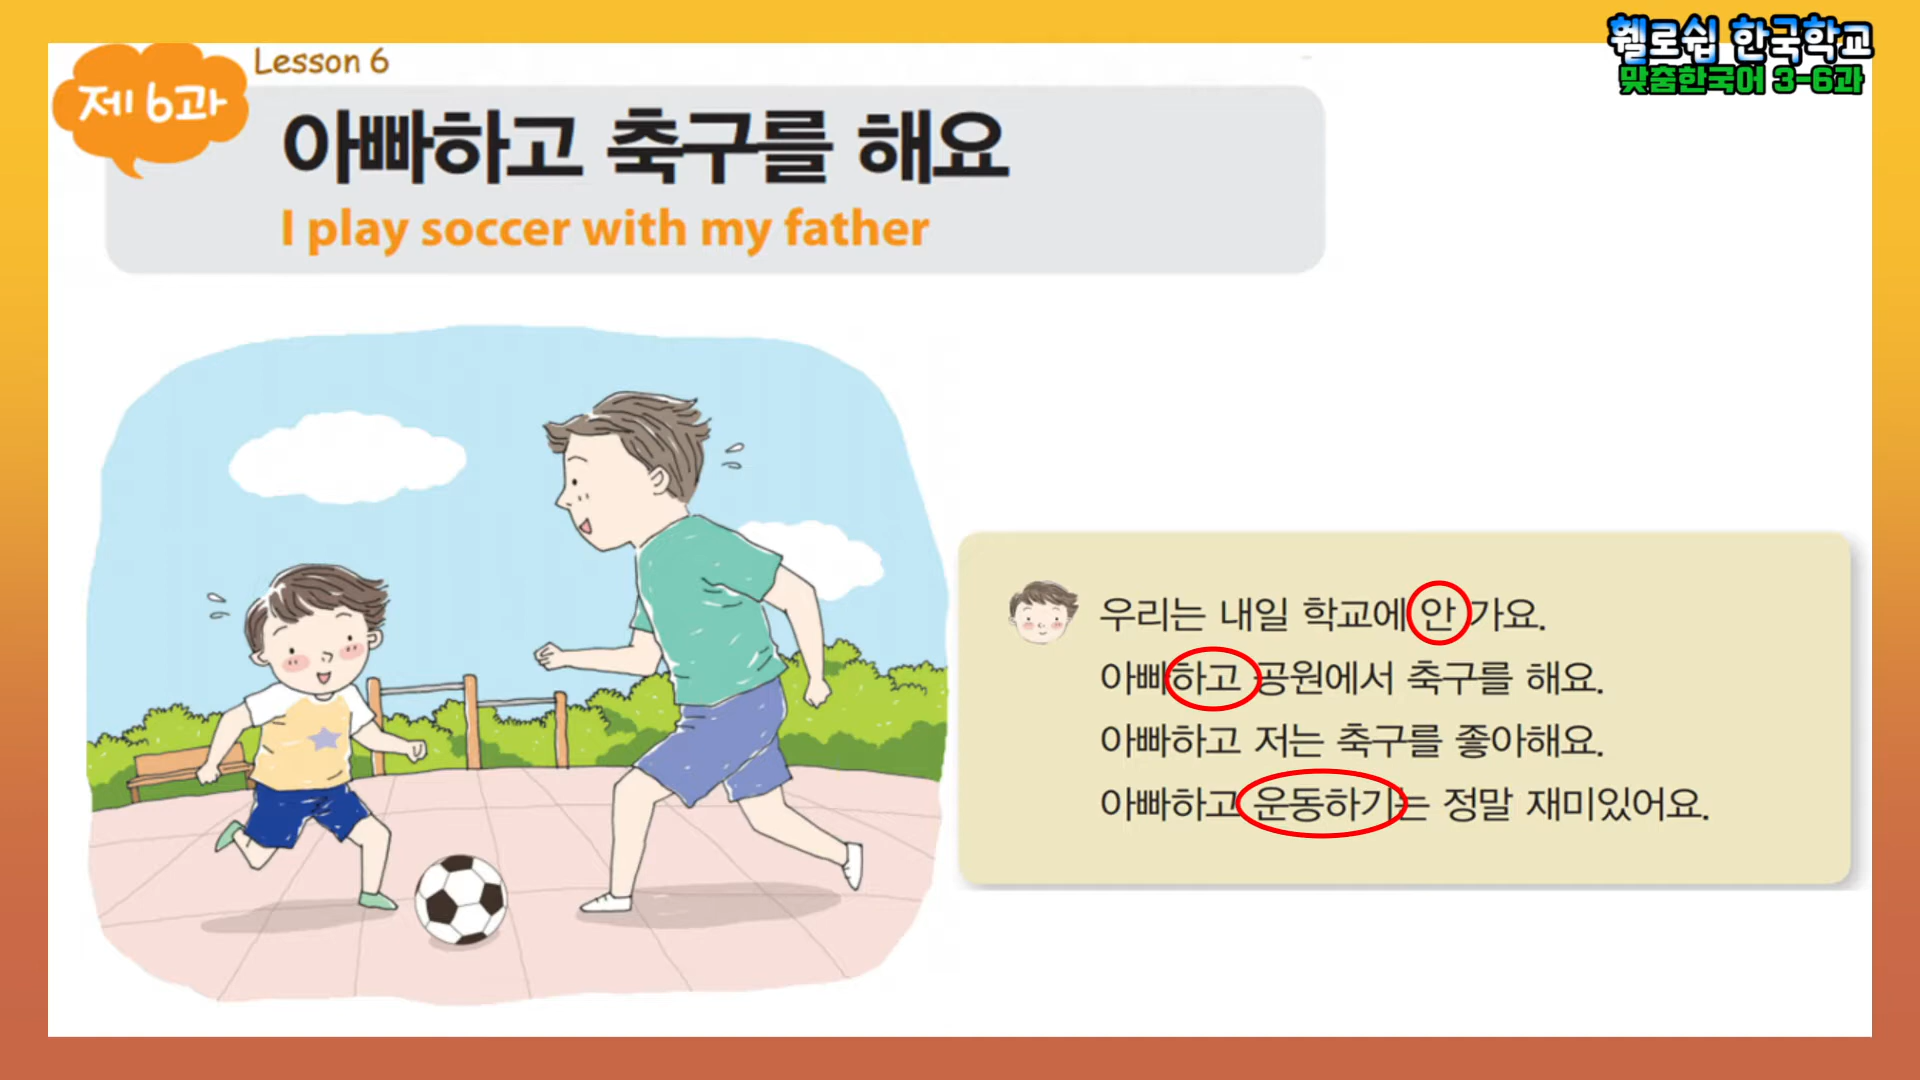 휄로쉽 한국학교
맞춤한국어 3-6과
제 6과
Lesson 6
아빠하고 축구를 해요
I play soccer with my father
우리는 내일 학교에 안 가요.
아빠하고 공원에서 축구를 해요.
아빠하고 저는 축구를 좋아해요.
아빠하고 운동하기는 정말 재미있어요.